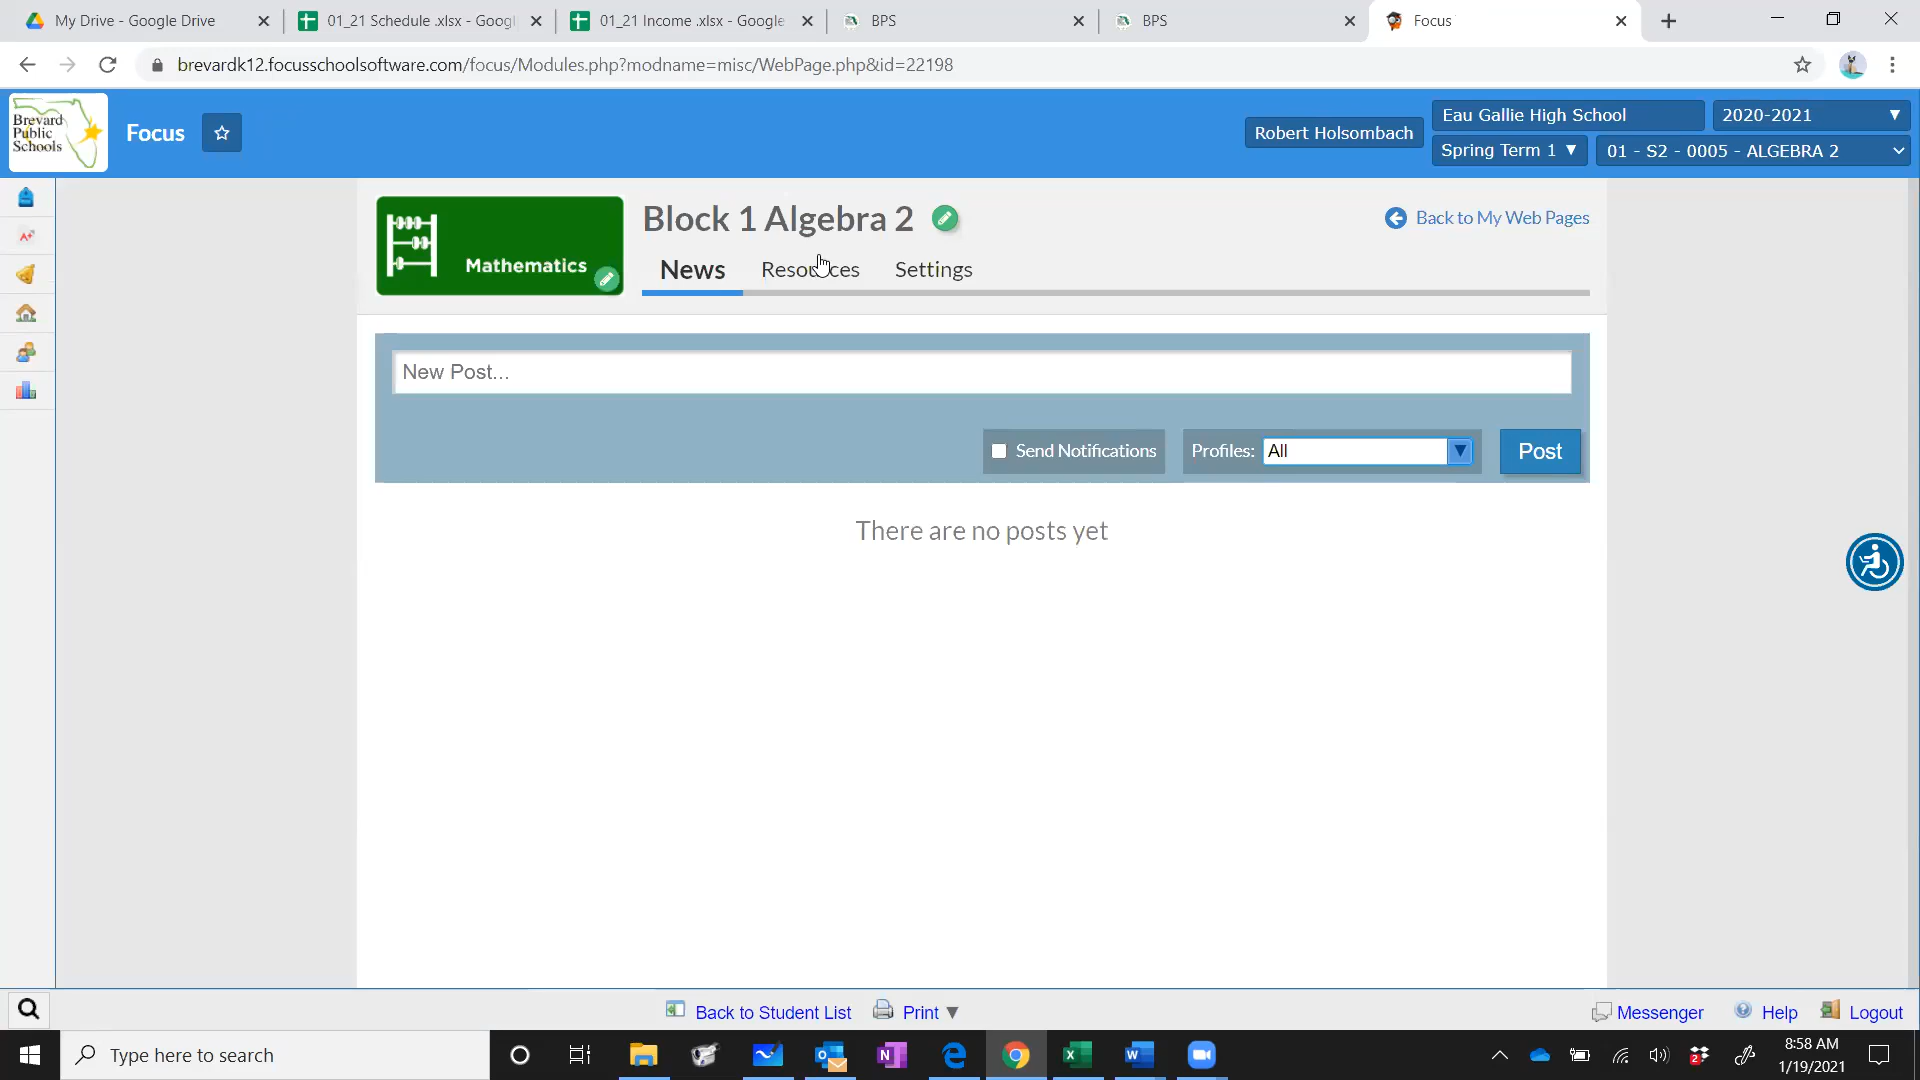 My Drive - Google Drive
01_21 Schedule .xlsx - Googl
01_21 Income .xlsx - Google
BPS
BPS
Focus
brevardk12.focusschoolsoftware.com/focus/Modules.php?modname=misc/WebPage.php&id=22198
Brevard
Public
Schools
Focus
Robert Holsombach
Eau Gallie High School
2020-2021
Spring Term 1
01 - S2 - 0005 - ALGEBRA 2
Mathematics
Block 1 Algebra 2
Back to My Web Pages
News
Resources
Settings
New Post...
Send Notifications
Profiles:
All
Post
There are no posts yet
Back to Student List
Print
Messenger
Help
Logout
Type here to search
8:58 AM
1/19/2021